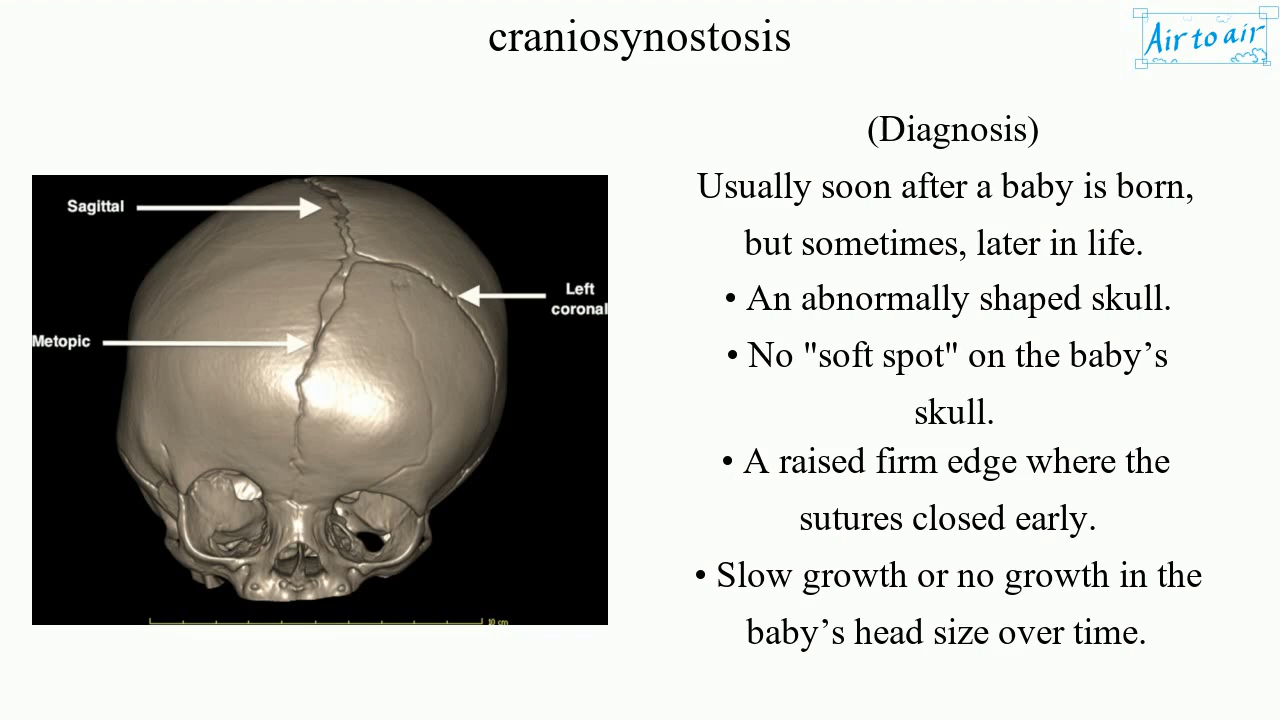 craniosynostosis
Air to air
(Diagnosis)
Usually soon after a baby is born,
but sometimes, later in life.
• An abnormally shaped skull.
• No "soft spot" on the baby’s
skull.
• A raised firm edge where the
sutures closed early.
• Slow growth or no growth in the
baby’s head size over time.
Sagittal
Left
coronal
Metopic
10 cm